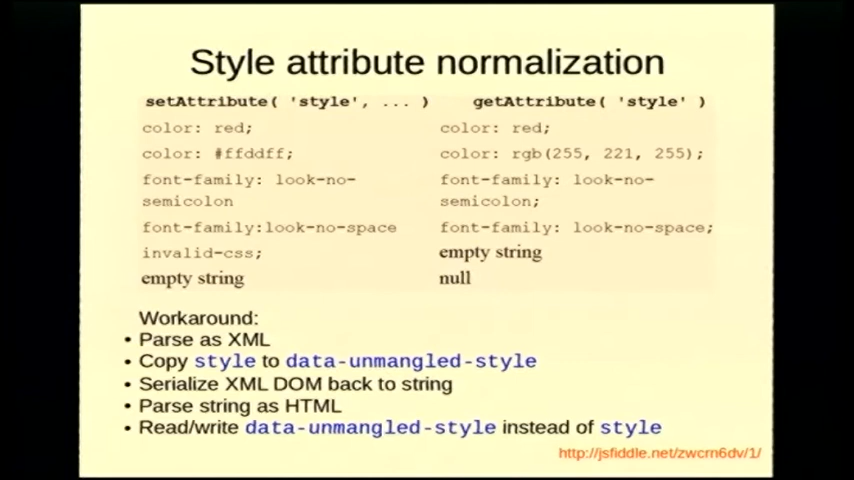 Style attribute normalization
setAttribute( 'style', ... ) getAttribute( 'style' )
color: red; color: red;
color: #ffddff; color: rgb(255, 221, 255);
font-family: look-no- font-family: look-no-
semicolon semicolon;
font-family:look-no-space font-family: look-no-space;
invalid-css; empty string
empty string null
Workaround:
• Parse as XML
• Copy style to data-unmangled-style
• Serialize XML DOM back to string
• Parse string as HTML
• Read/write data-unmangled-style instead of style
http://jsfiddle.net/zwcrn6dv/1/